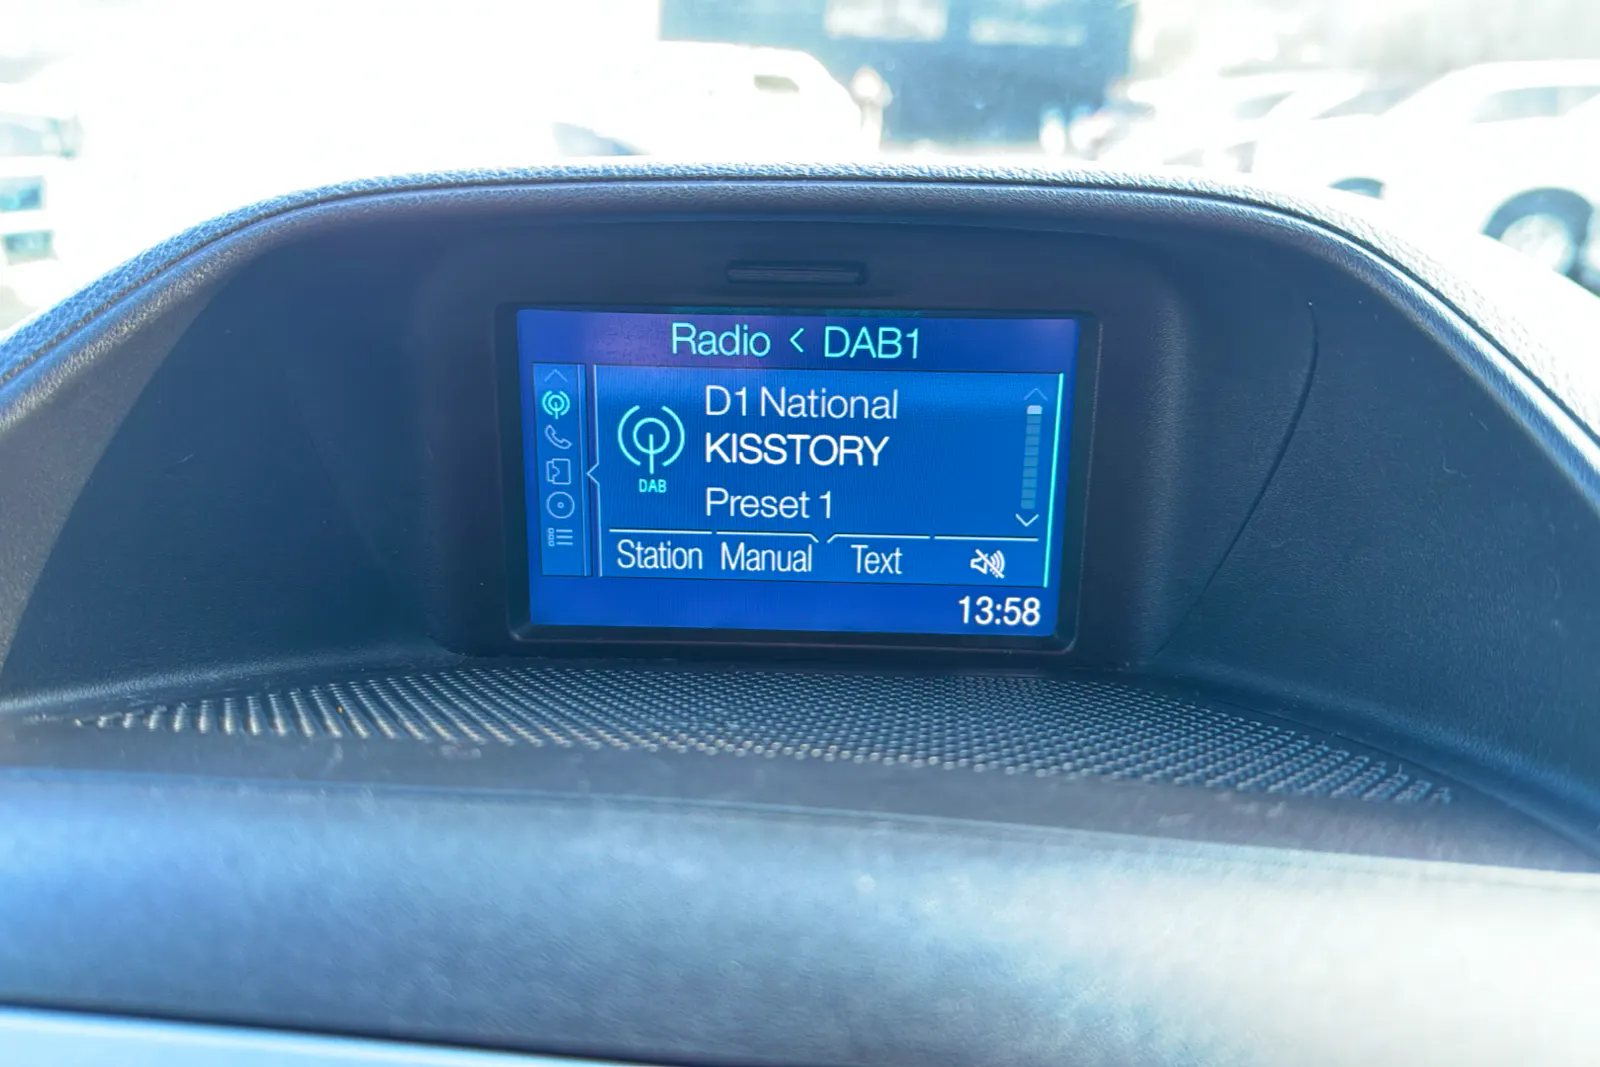 Radio < DAB1
D1 National
KISSTORY
DAB
Preset 1
Station Manual Text
13:58